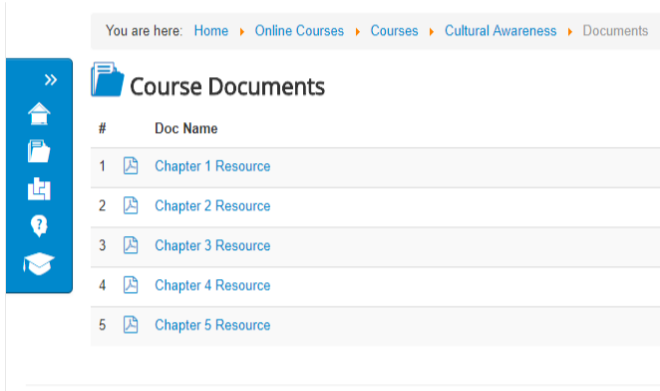 You are here: Home Online Courses Courses Cultural Awareness Documents
Course Documents
# Doc Name
1 Chapter 1 Resource
2 Chapter 2 Resource
3 Chapter 3 Resource
4 Chapter 4 Resource
5 Chapter 5 Resource